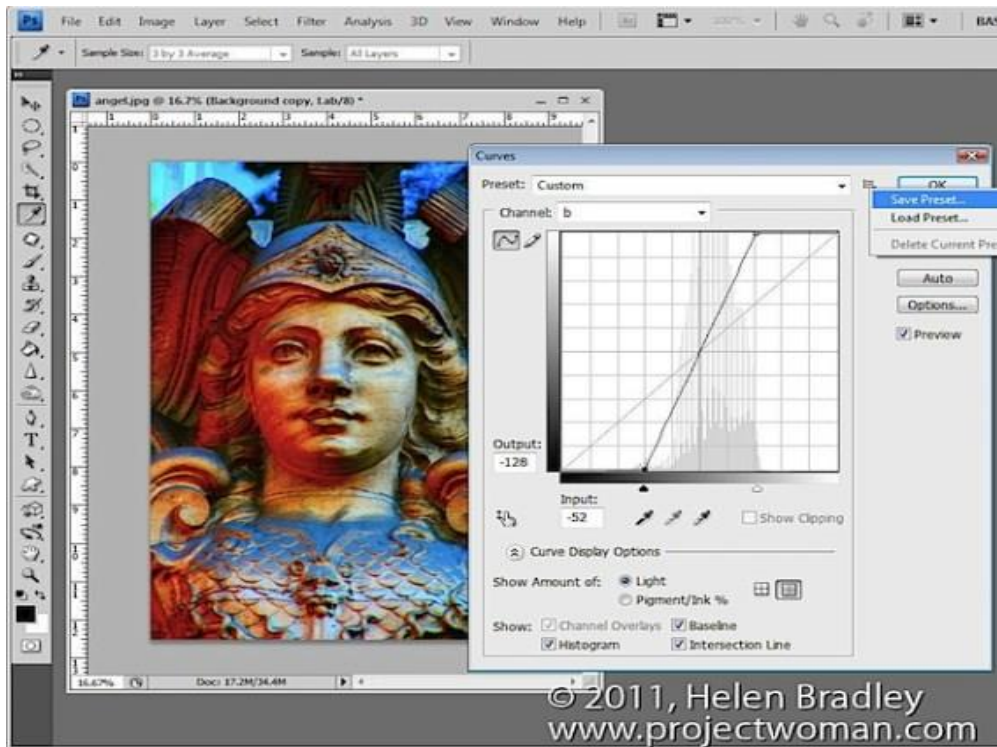 Ps File Edit Image Layer Select Filter Analysis 3D View Window Help
Sample Size: 3 by 3 Average Sample: All Layers
angel.jpg @ 16.7% (Background copy, Lab/8) *
Curves
Preset: Custom
OK
Save Preset...
Load Preset...
Delete Current Pre
Channel: b
Auto
Options...
Preview
Output:
-128
Input:
-52
Show Clipping
Curve Display Options
Show Amount of: Light
Pigment/Ink %
Show: Channel Overlays Baseline
Histogram Intersection Line
16.67% Doc: 17.2M/34.4M
© 2011, Helen Bradley
www.projectwoman.com